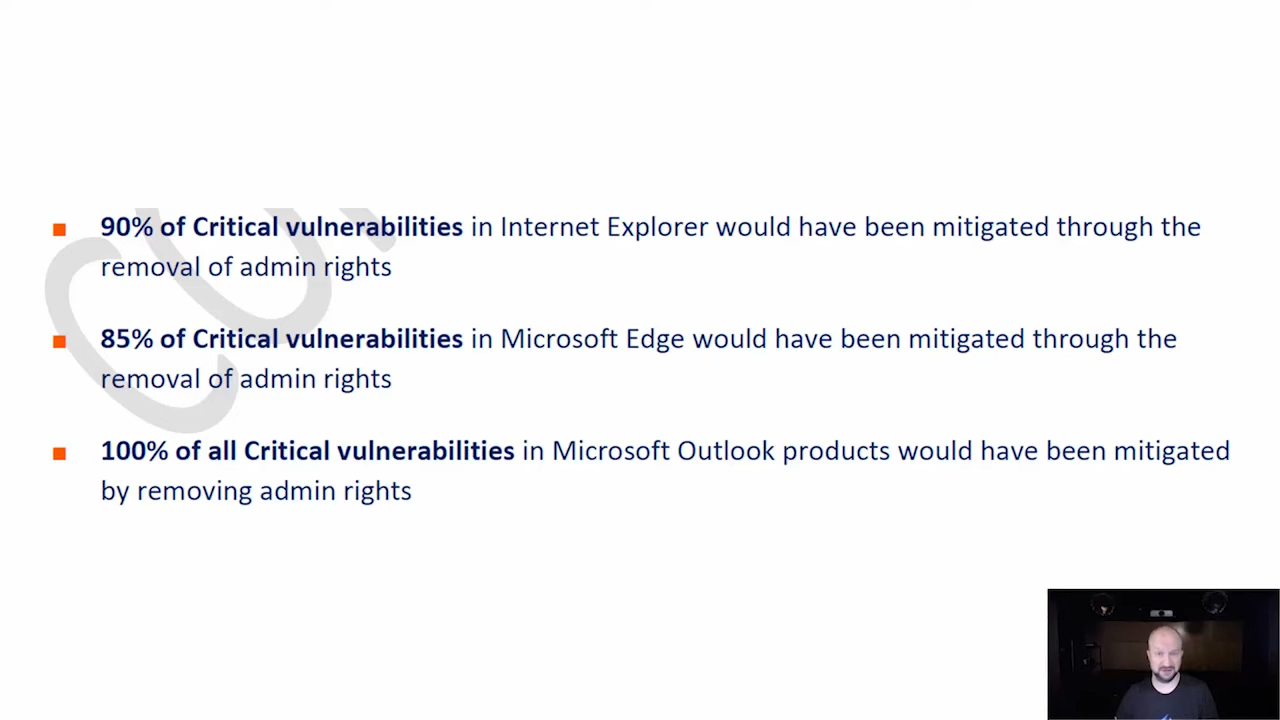 90% of Critical vulnerabilities in Internet Explorer would have been mitigated through the
removal of admin rights
85% of Critical vulnerabilities in Microsoft Edge would have been mitigated through the
removal of admin rights
100% of all Critical vulnerabilities in Microsoft Outlook products would have been mitigated
by removing admin rights